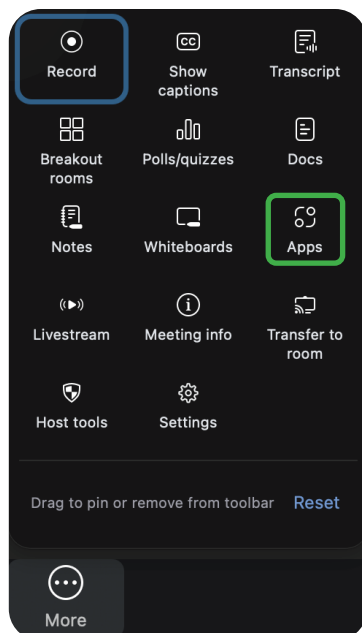 Record
CC
Show
captions
Transcript
Breakout
rooms
Polls/quizzes
Docs
Notes
Whiteboards
Apps
Livestream
Meeting info
Transfer to
room
Host tools
Settings
Drag to pin or remove from toolbar Reset
More